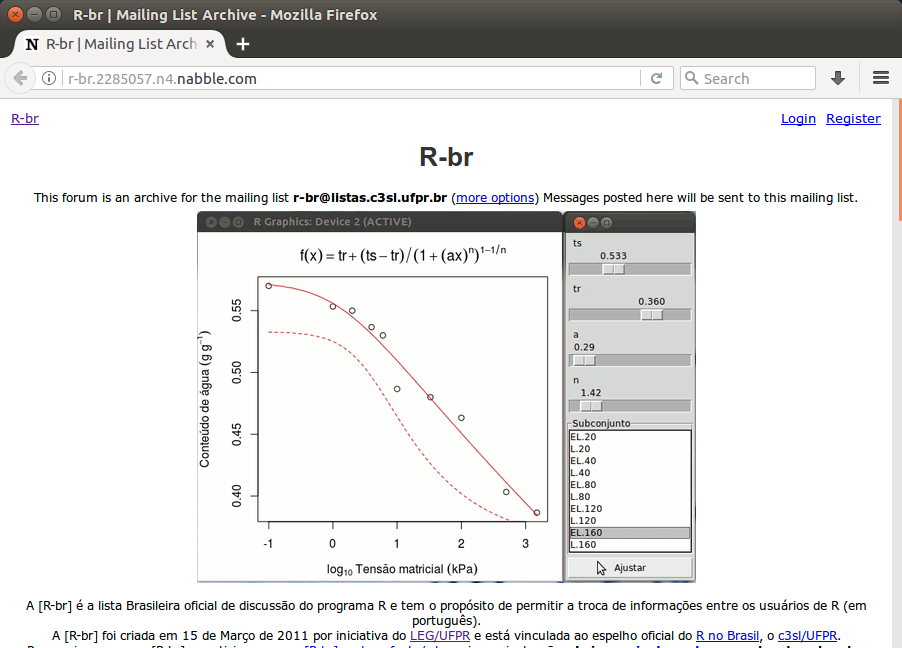 R-br | Mailing List Archive - Mozilla Firefox
R-br | Mailing List Arch
r-br.2285057.n4.nabble.com
Search
R-br
Login Register
R-br
This forum is an archive for the mailing list r-br@listas.c3sl.ufpr.br (more options) Messages posted here will be sent to this mailing list.
R Graphics: Device 2 (ACTIVE)
f(x) = tr + (ts − tr)/(1 + (ax)ⁿ)¹⁻¹/ⁿ
Conteúdo de água (g g⁻¹)
0.55
0.50
0.45
0.40
-1 0 1 2 3
log₁₀ Tensão matricial (kPa)
ts
0.533
tr
0.360
a
0.29
n
1.42
Subconjunto
EL.20
L.20
EL.40
L.40
EL.80
L.80
EL.120
L.120
EL.160
L.160
Ajustar
A [R-br] é a lista Brasileira oficial de discussão do programa R e tem o propósito de permitir a troca de informações entre os usuários de R (em
português).
A [R-br] foi criada em 15 de Março de 2011 por iniciativa do LEG/UFPR e está vinculada ao espelho oficial do R no Brasil, o c3sl/UFPR.